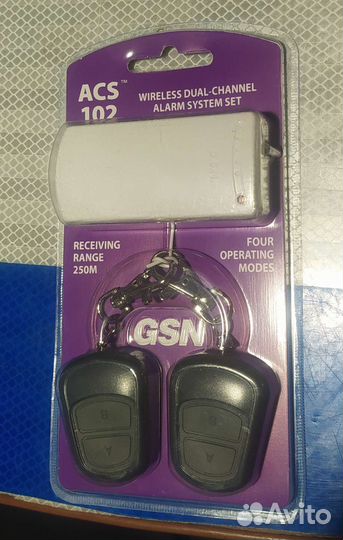 ACS™
102
WIRELESS DUAL-CHANNEL
ALARM SYSTEM SET
RECEIVING
RANGE
250M
FOUR
OPERATING
MODES
GSN
B
A
B
A
Avito